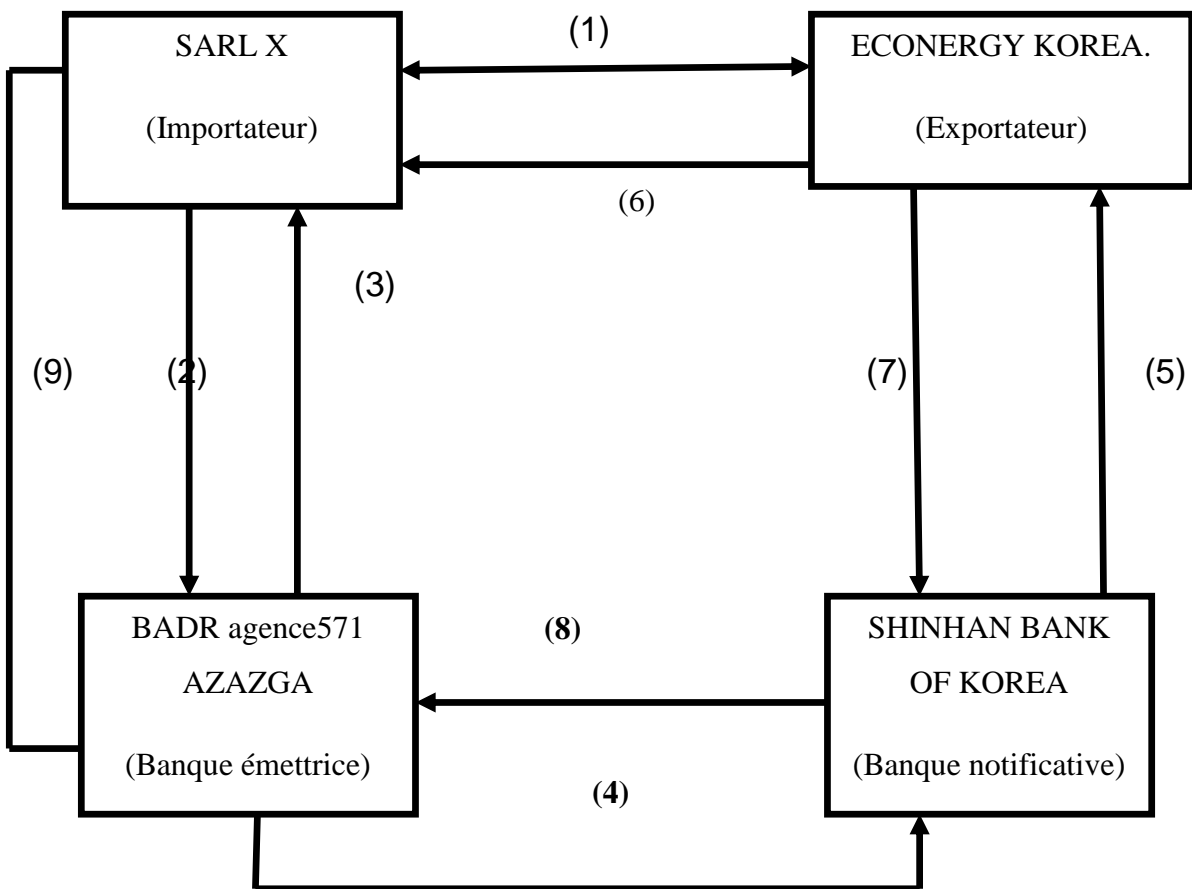 SARL X
(Importateur)
(1)
ECONERGY KOREA.
(Exportateur)
(6)
(3)
(9)
(2)
(7)
(5)
BADR agence571
AZAZGA
(Banque émettrice)
(8)
(4)
SHINHAN BANK
OF KOREA
(Banque notificative)